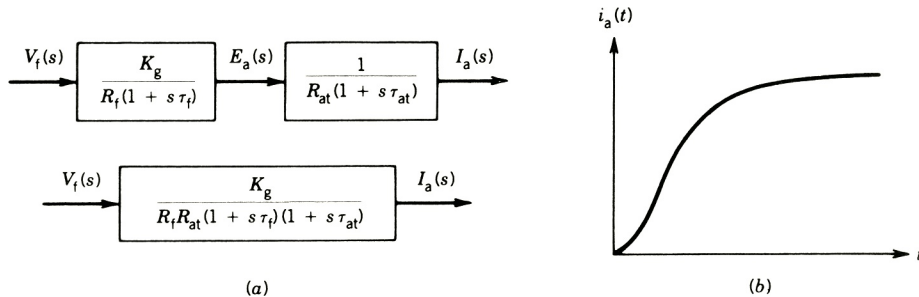 V_f(s)
K_g
R_f(1 + sτ_f)
E_a(s)
1
R_at(1 + sτ_at)
I_a(s)
V_f(s)
K_g
R_fR_at(1 + sτ_f)(1 + sτ_at)
I_a(s)
(a)
i_a(t)
(b)